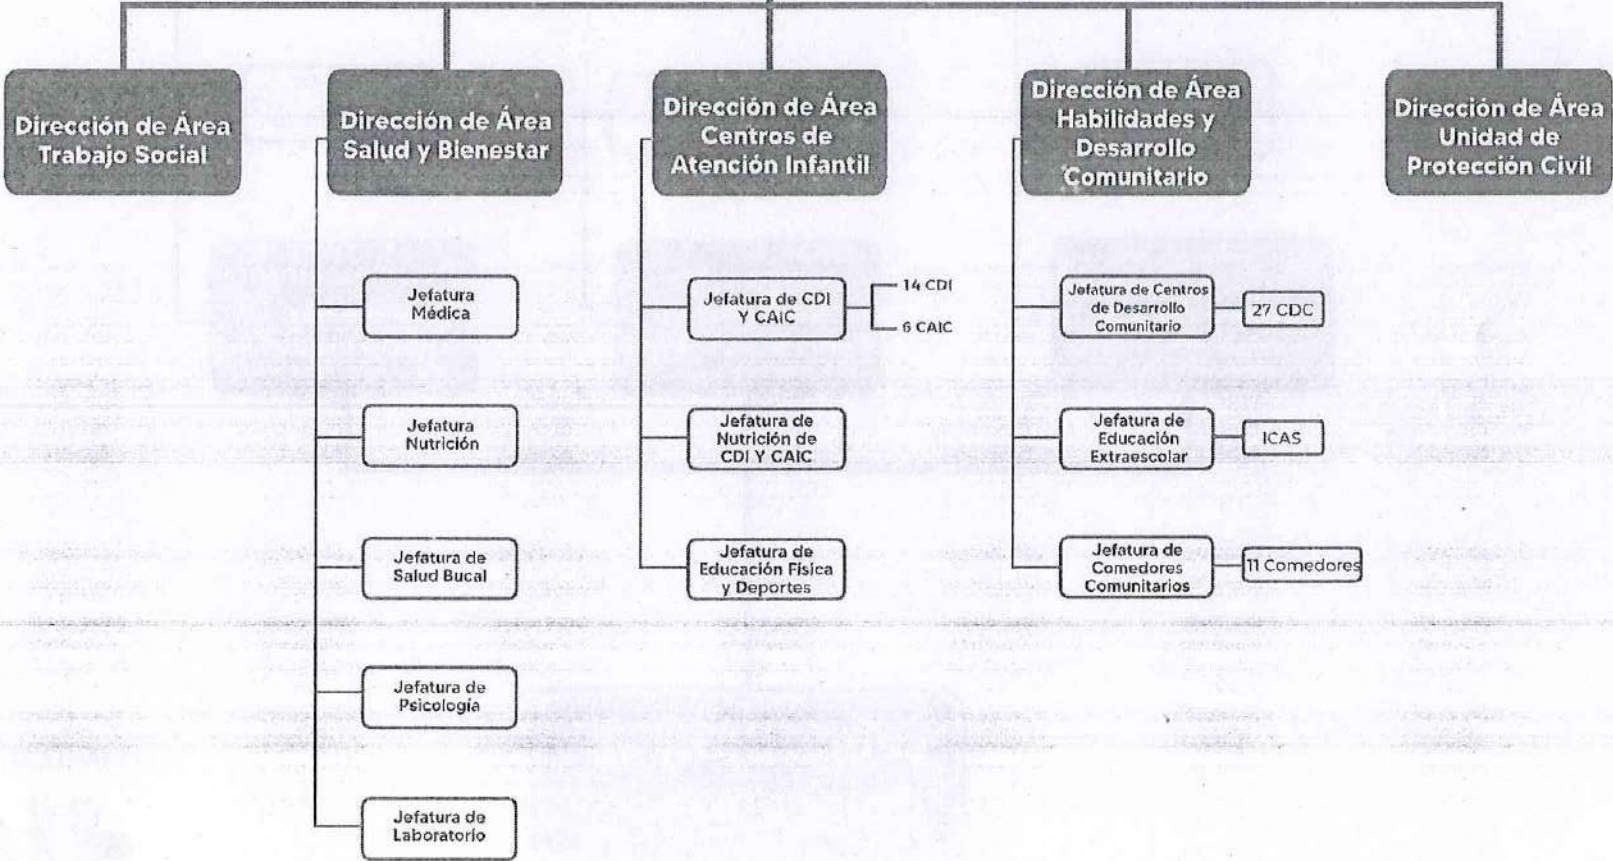 Dirección de Área
Trabajo Social
Dirección de Área
Salud y Bienestar
Dirección de Área
Centros de
Atención Infantil
Dirección de Área
Habilidades y
Desarrollo
Comunitario
Dirección de Área
Unidad de
Protección Civil
Jefatura
Médica
Jefatura
Nutrición
Jefatura de
Salud Bucal
Jefatura de
Psicología
Jefatura de
Laboratorio
Jefatura de CDI
Y CAIC
14 CDI
6 CAIC
Jefatura de
Nutrición de
CDI Y CAIC
Jefatura de
Educación Física
y Deportes
Jefatura de Centros
de Desarrollo
Comunitario
27 CDC
Jefatura de
Educación
Extraescolar
ICAS
Jefatura de
Comedores
Comunitarios
11 Comedores